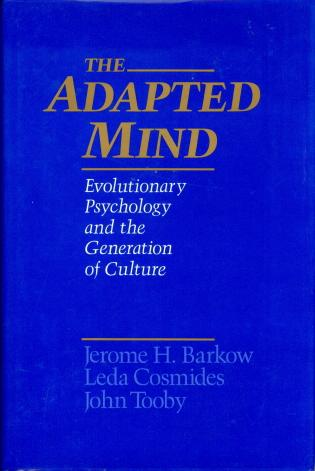 THE
ADAPTED
MIND
Evolutionary
Psychology
and the
Generation
of Culture
Jerome H. Barkow
Leda Cosmides
John Tooby